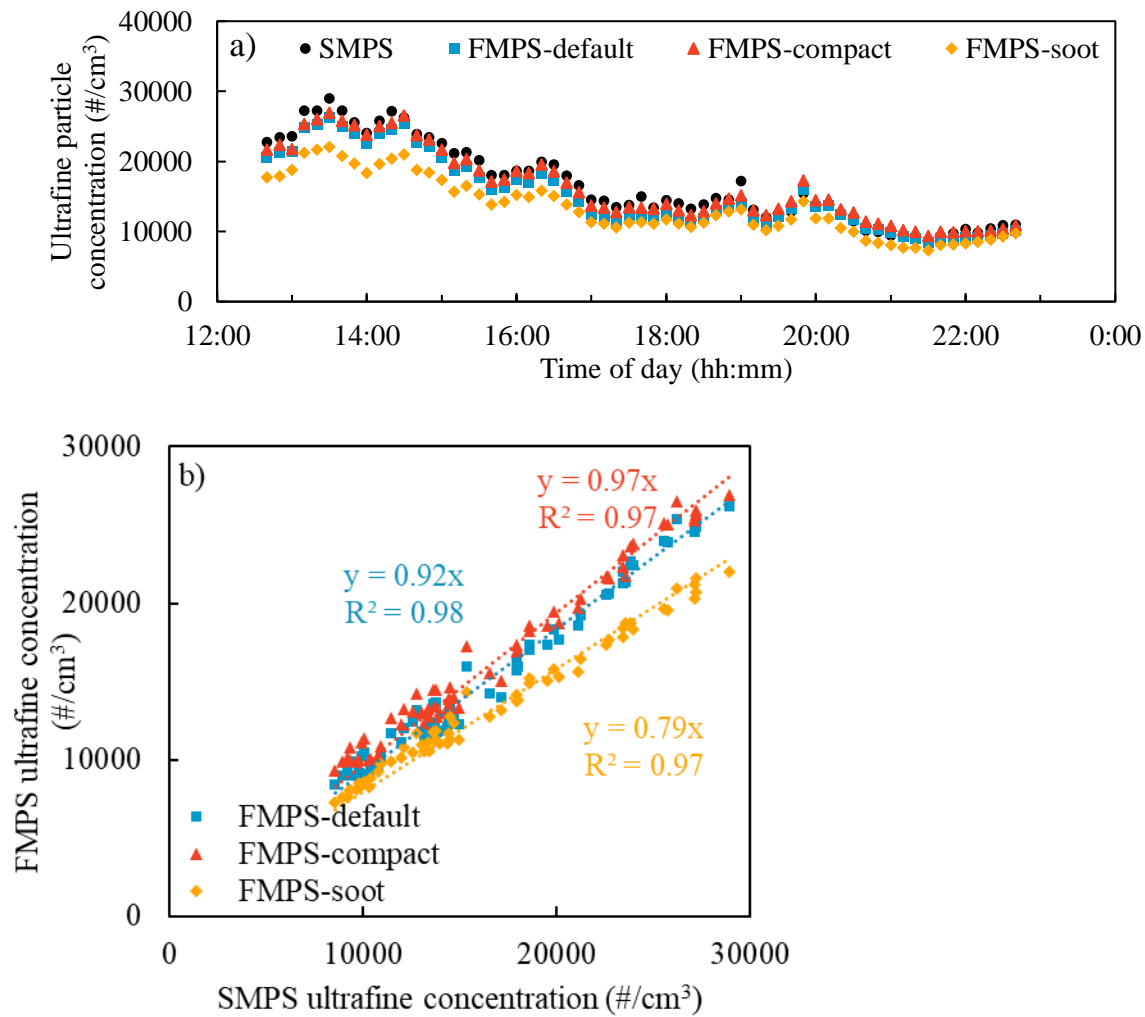 40000
a)
SMPS
FMPS-default
FMPS-compact
FMPS-soot
30000
20000
10000
0
Ultrafine particle
concentration (#/cm³)
12:00
14:00
16:00
18:00
20:00
22:00
0:00
Time of day (hh:mm)
30000
b)
y = 0.97x
R² = 0.97
y = 0.92x
R² = 0.98
20000
y = 0.79x
R² = 0.97
10000
FMPS-default
FMPS-compact
FMPS-soot
0
FMPS ultrafine concentration
(#/cm³)
0
10000
20000
30000
SMPS ultrafine concentration (#/cm³)